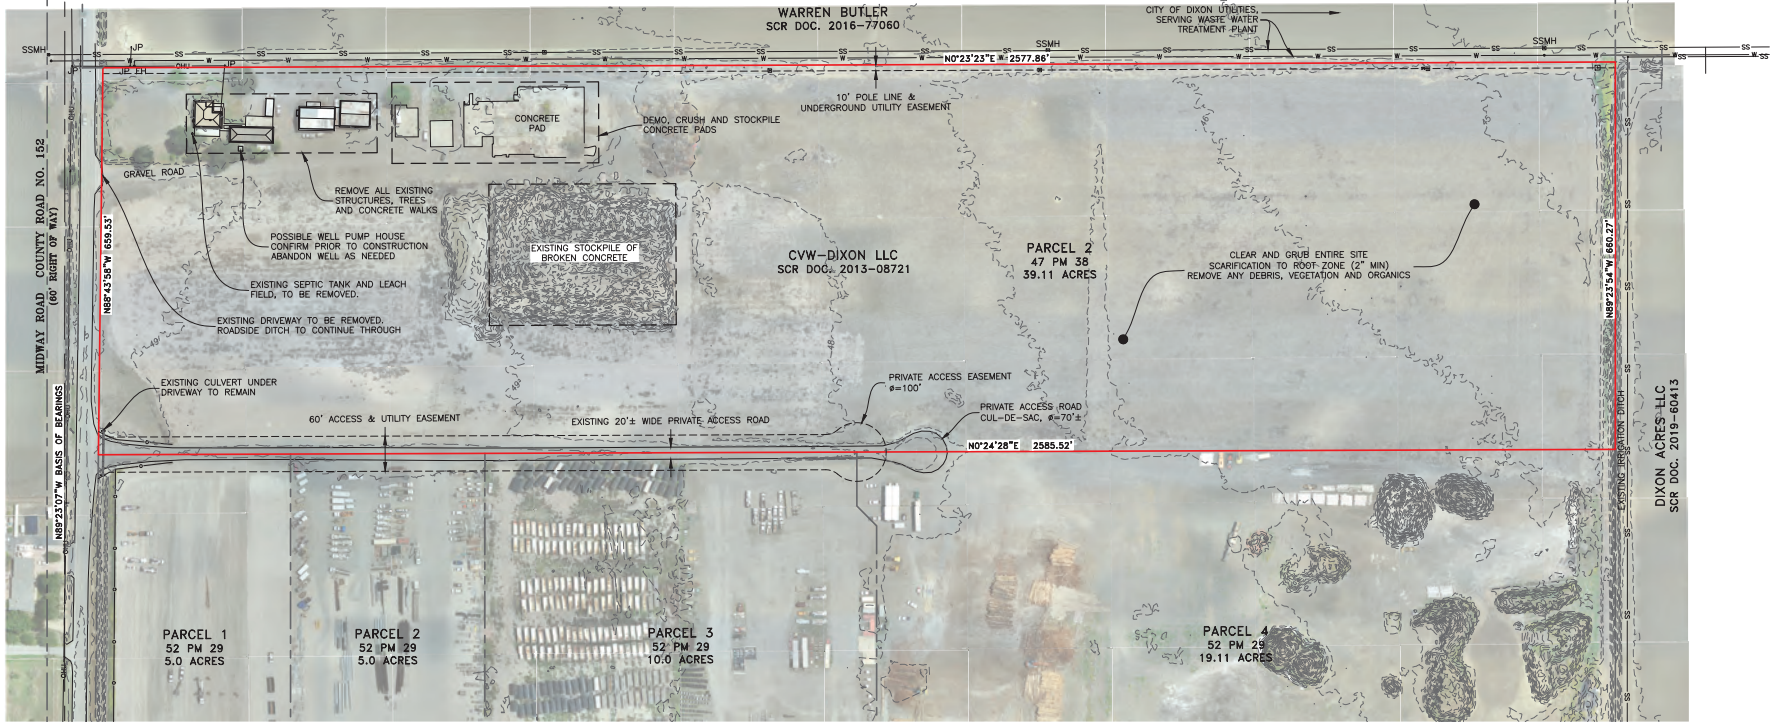 WARREN BUTLER
SCR DOC. 2016-77060
CITY OF DIXON UTILITIES,
SERVING WASTE WATER
TREATMENT PLANT
SSMH
JP
SS
W
SSMH
SSMH
N0°23'23"E 2577.86'
JP
JP
EH
OHU
JP
10' POLE LINE &
UNDERGROUND UTILITY EASEMENT
CONCRETE
PAD
DEMO, CRUSH AND STOCKPILE
CONCRETE PADS
GRAVEL ROAD
REMOVE ALL EXISTING
STRUCTURES, TREES
AND CONCRETE WALKS
POSSIBLE WELL PUMP HOUSE
CONFIRM PRIOR TO CONSTRUCTION
ABANDON WELL AS NEEDED
EXISTING SEPTIC TANK AND LEACH
FIELD, TO BE REMOVED.
EXISTING DRIVEWAY TO BE REMOVED.
ROADSIDE DITCH TO CONTINUE THROUGH
EXISTING STOCKPILE OF
BROKEN CONCRETE
CVW-DIXON LLC
SCR DOC. 2013-08721
PARCEL 2
47 PM 38
39.11 ACRES
CLEAR AND GRUB ENTIRE SITE
SCARIFICATION TO ROOT ZONE (2" MIN)
REMOVE ANY DEBRIS, VEGETATION AND ORGANICS
MIDWAY ROAD COUNTY ROAD NO. 152
(60' RIGHT OF WAY)
N88°43'58"W 659.53'
N89°23'54"W 660.27'
N89°23'07"W BASIS OF BEARINGS
EXISTING CULVERT UNDER
DRIVEWAY TO REMAIN
60' ACCESS & UTILITY EASEMENT
EXISTING 20'± WIDE PRIVATE ACCESS ROAD
PRIVATE ACCESS EASEMENT
ø=100'
PRIVATE ACCESS ROAD
CUL-DE-SAC, ø=70'±
N0°24'28"E 2585.52'
EXISTING IRRIGATION DITCH
DIXON ACRES LLC
SCR DOC. 2019-60413
PARCEL 1
52 PM 29
5.0 ACRES
PARCEL 2
52 PM 29
5.0 ACRES
PARCEL 3
52 PM 29
10.0 ACRES
PARCEL 4
52 PM 29
19.11 ACRES